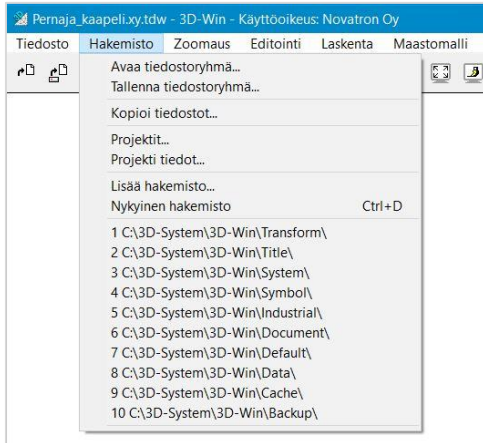 Pernaja_kaapeli.xy.tdw - 3D-Win - Käyttöoikeus: Novatron Oy
Tiedosto Hakemisto Zoomaus Editointi Laskenta Maastomalli
Avaa tiedostoryhmä...
Tallenna tiedostoryhmä...
Kopioi tiedostot...
Projektit...
Projekti tiedot...
Lisää hakemisto...
Nykyinen hakemisto Ctrl+D
1 C:\3D-System\3D-Win\Transform\
2 C:\3D-System\3D-Win\Title\
3 C:\3D-System\3D-Win\System\
4 C:\3D-System\3D-Win\Symbol\
5 C:\3D-System\3D-Win\Industrial\
6 C:\3D-System\3D-Win\Document\
7 C:\3D-System\3D-Win\Default\
8 C:\3D-System\3D-Win\Data\
9 C:\3D-System\3D-Win\Cache\
10 C:\3D-System\3D-Win\Backup\